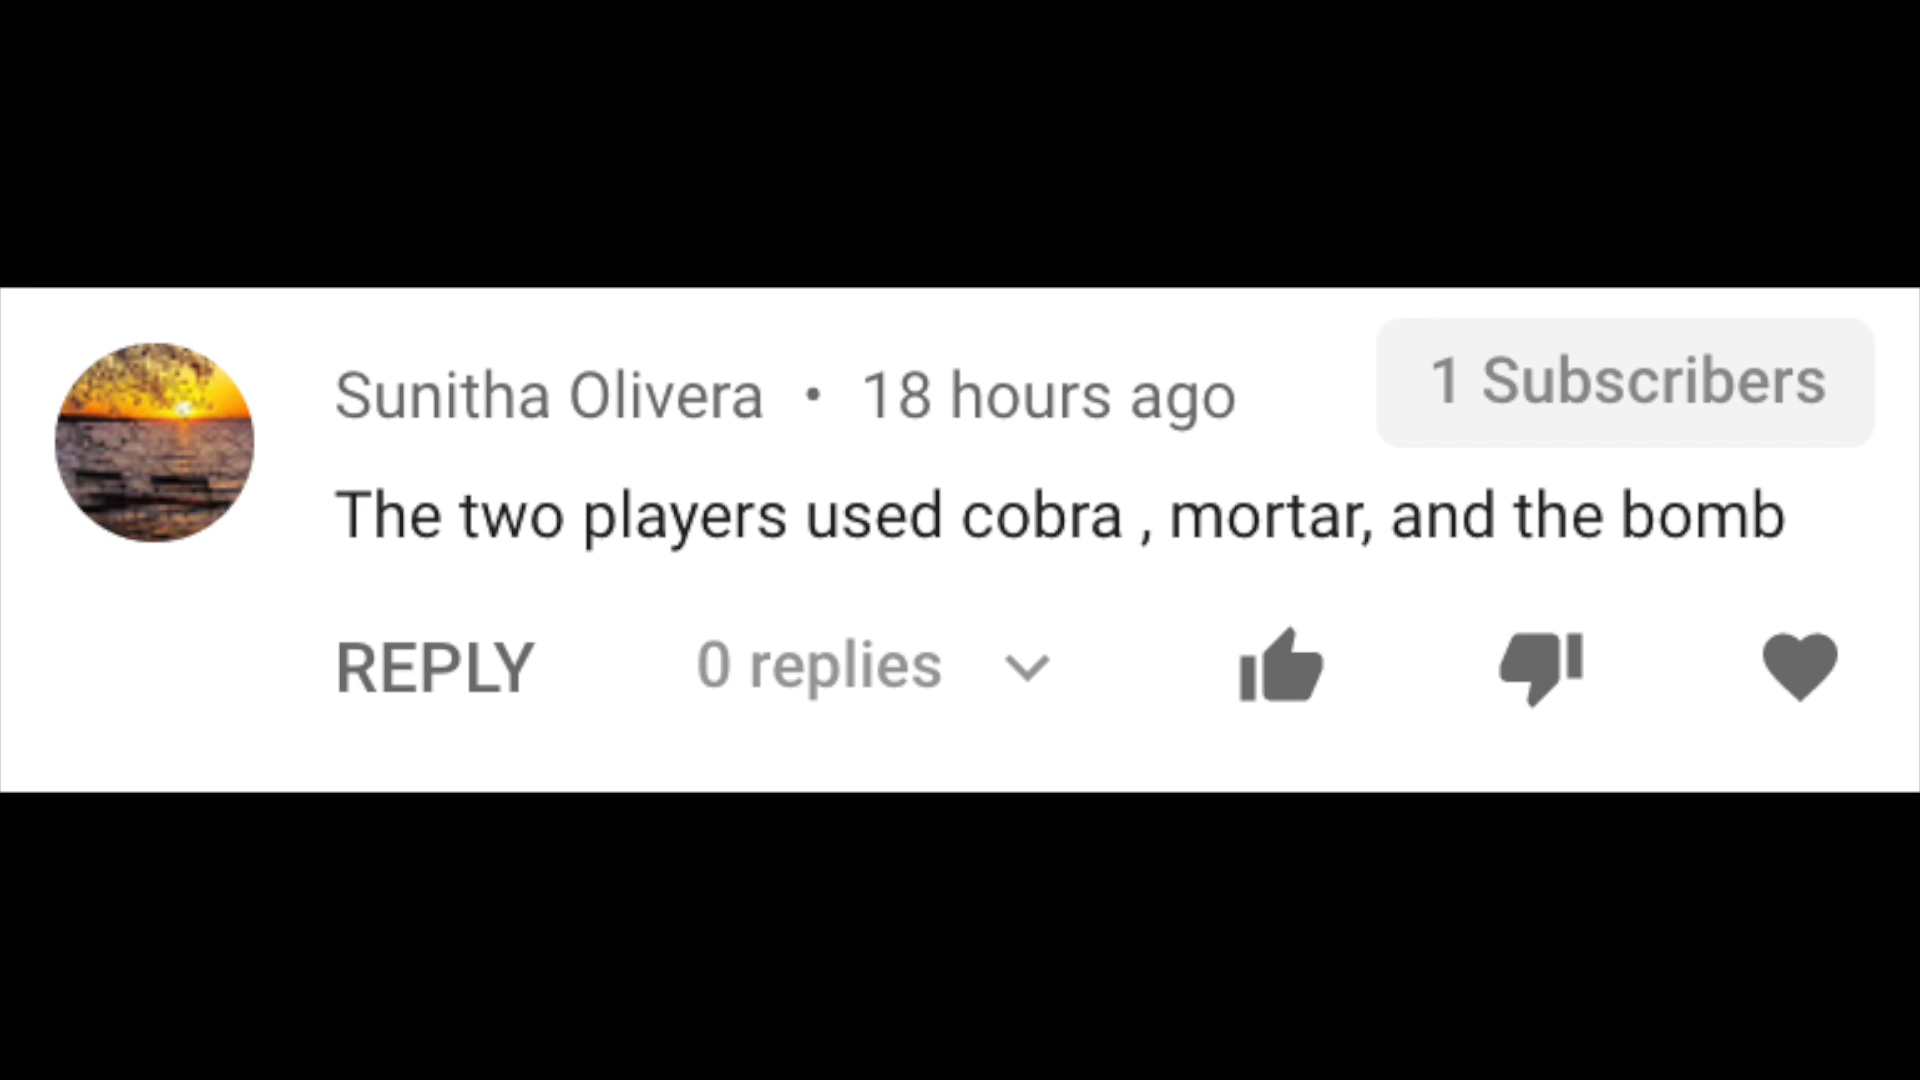 Sunitha Olivera • 18 hours ago
1 Subscribers
The two players used cobra , mortar, and the bomb
REPLY
0 replies